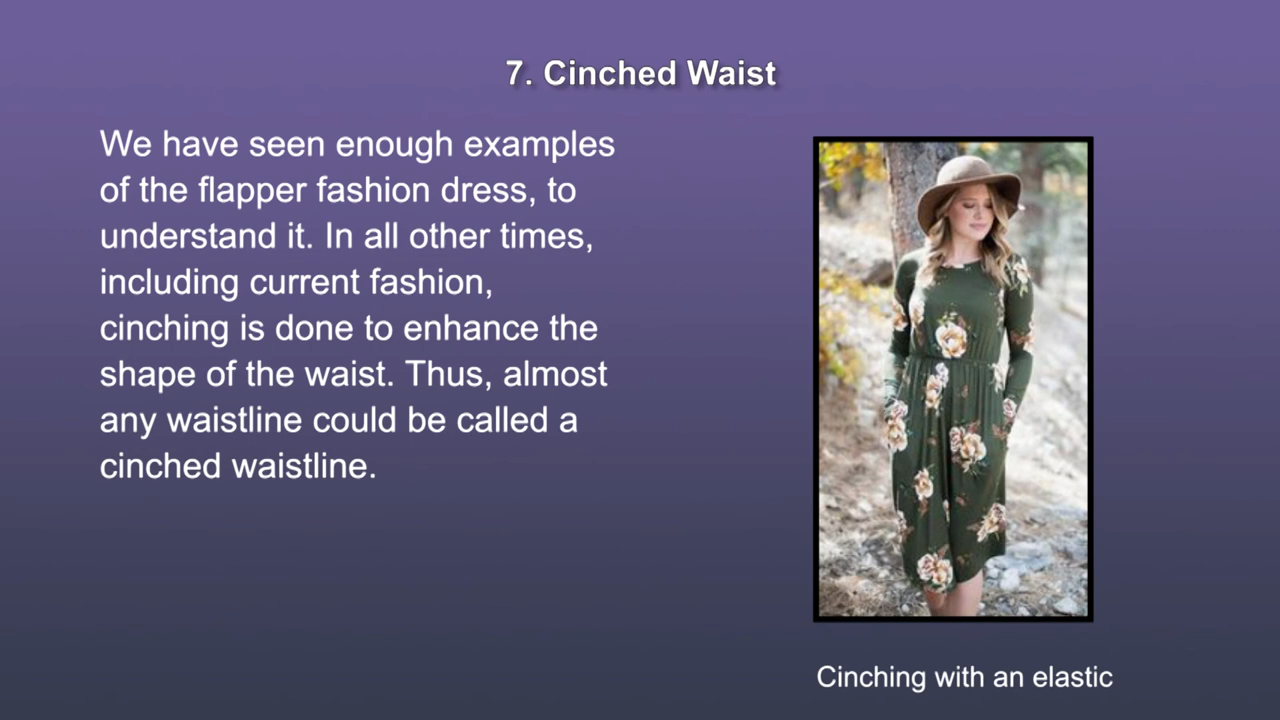 7. Cinched Waist
We have seen enough examples
of the flapper fashion dress, to
understand it. In all other times,
including current fashion,
cinching is done to enhance the
shape of the waist. Thus, almost
any waistline could be called a
cinched waistline.
Cinching with an elastic